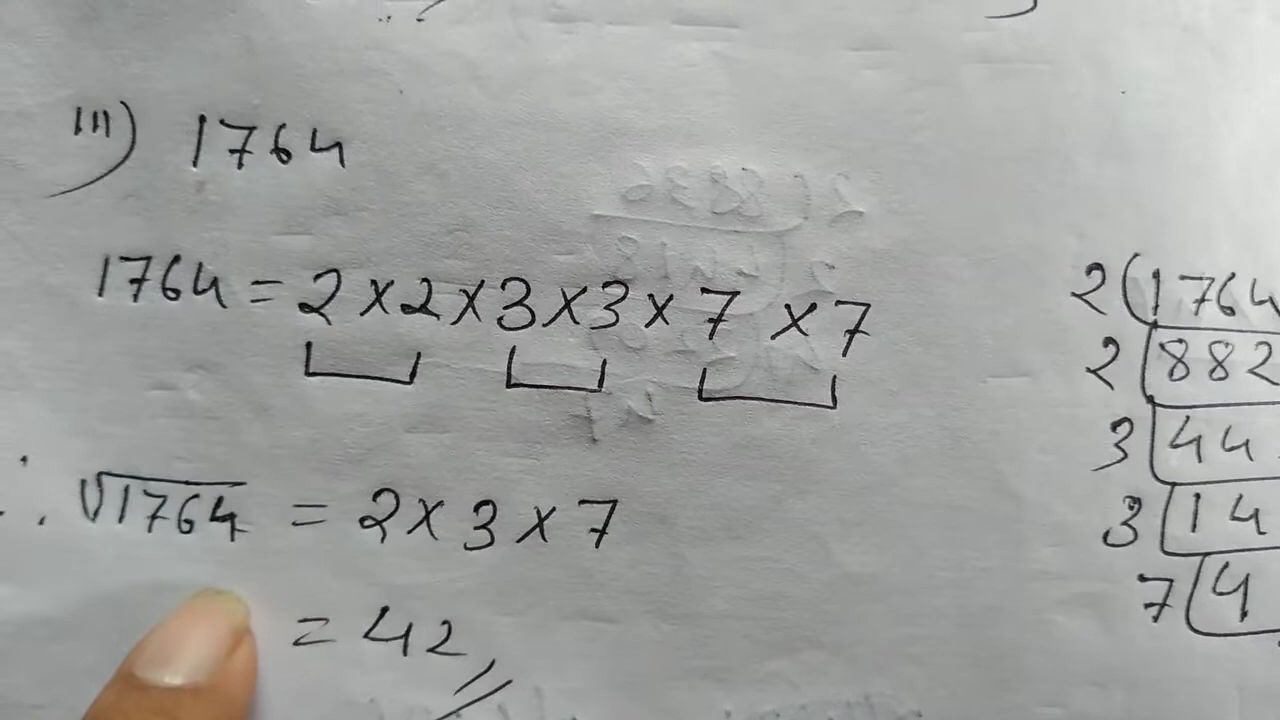 III) 1764
1764 = 2 × 2 × 3 × 3 × 7 × 7
∴ √1764 = 2 × 3 × 7
= 42
2 1764
2 882
3 44
3 14
7 4